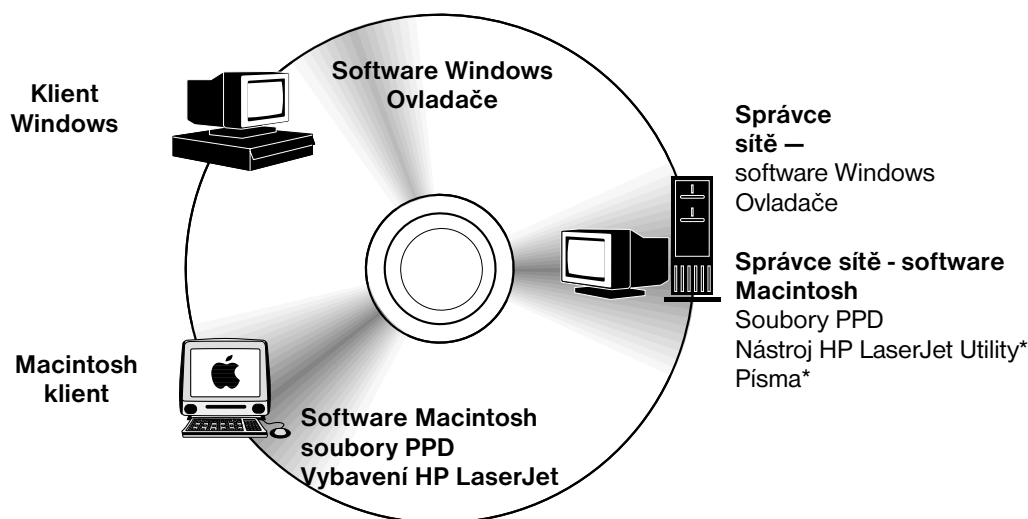 Klient
Windows
Software Windows
Ovladače
Správce
sítě —
software Windows
Ovladače
Správce sítě - software
Macintosh
Soubory PPD
Nástroj HP LaserJet Utility*
Písma*
Macintosh
klient
Software Macintosh
soubory PPD
Vybavení HP LaserJet